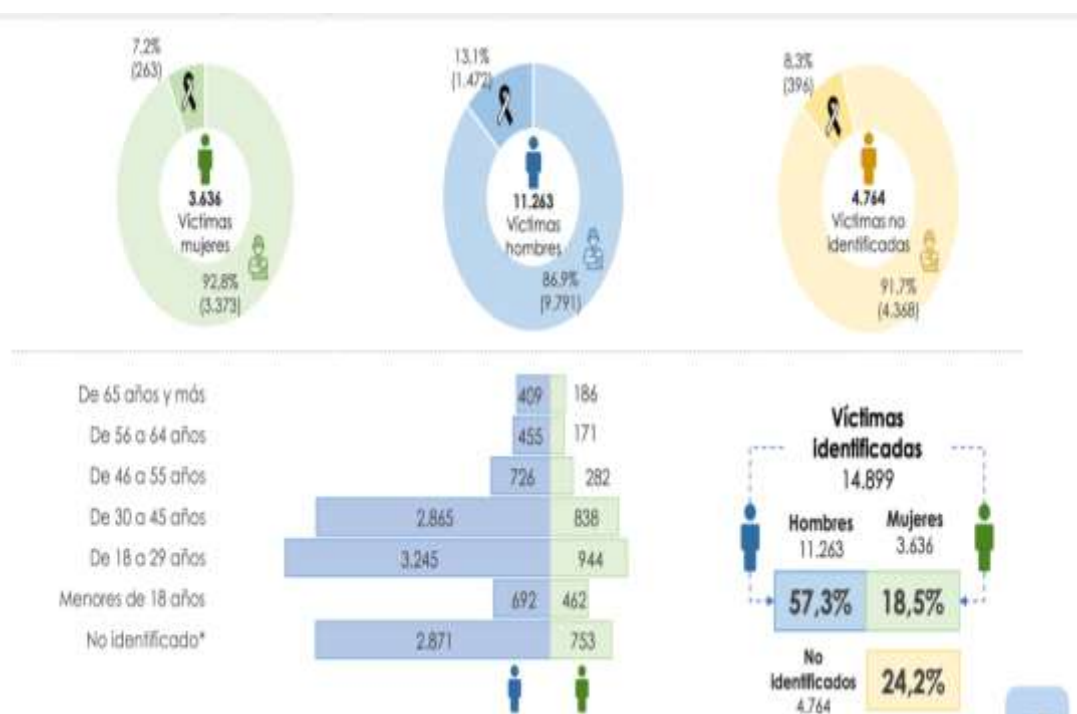 7.2%
(263)
3.636
Víctimas
mujeres
92.8%
(3.373)
13.1%
(1.472)
11.263
Víctimas
hombres
86.9%
(9.791)
8.3%
(396)
4.764
Víctimas no
identificadas
91.7%
(4.368)
De 65 años y más 409 186
De 56 a 64 años 455 171
De 46 a 55 años 726 282
De 30 a 45 años 2.865 838
De 18 a 29 años 3.245 944
Menores de 18 años 692 462
No identificado* 2.871 753
Víctimas
identificadas
14.899
Hombres Mujeres
11.263 3.636
57,3% 18,5%
No
identificados
4.764
24,2%